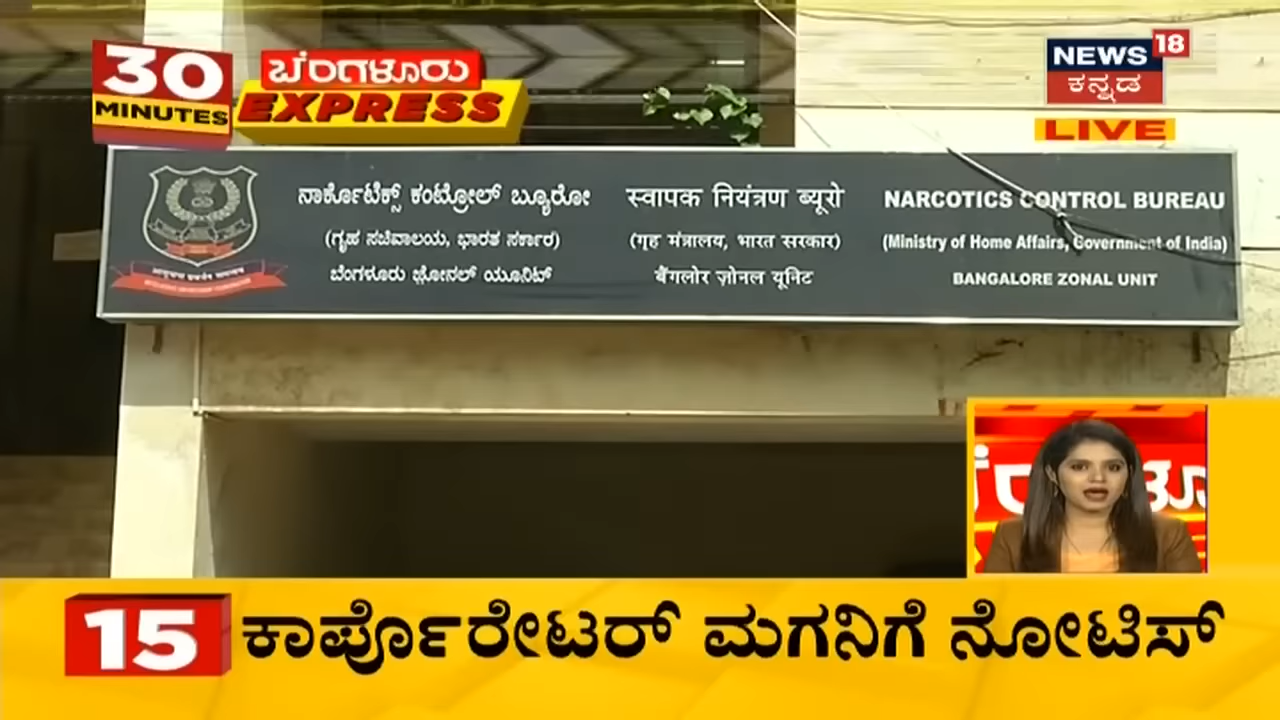 30
MINUTES
ಬೆಂಗಳೂರು
EXPRESS
NEWS 18
ಕನ್ನಡ
LIVE
ನಾರ್ಕೊಟಿಕ್ಸ್ ಕಂಟ್ರೋಲ್ ಬ್ಯೂರೋ
(ಗೃಹ ಸಚಿವಾಲಯ, ಭಾರತ ಸರ್ಕಾರ)
ಬೆಂಗಳೂರು ಝೋನಲ್ ಯೂನಿಟ್
स्वापक नियंत्रण ब्यूरो
(गृह मंत्रालय, भारत सरकार)
बैंगलोर ज़ोनल यूनिट
NARCOTICS CONTROL BUREAU
(Ministry of Home Affairs, Government of India)
BANGALORE ZONAL UNIT
15 ಕಾರ್ಪೊರೇಟರ್ ಮಗನಿಗೆ ನೋಟಿಸ್